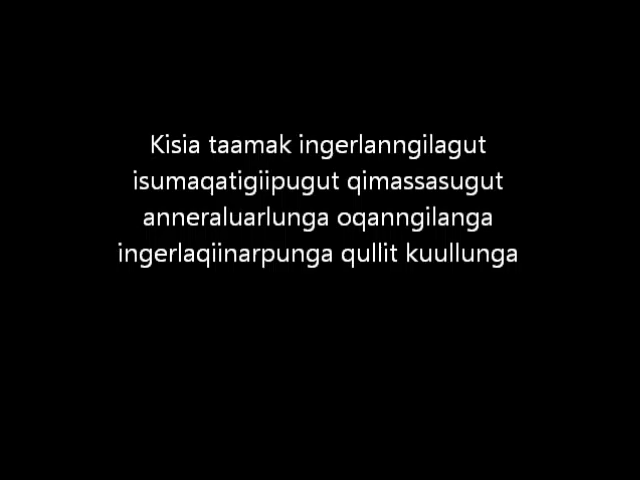 Kisia taamak ingerlanngilagut
isumaqatigiipugut qimassasugut
anneraluarlunga oqanngilanga
ingerlaqiinarpunga qullit kuullunga